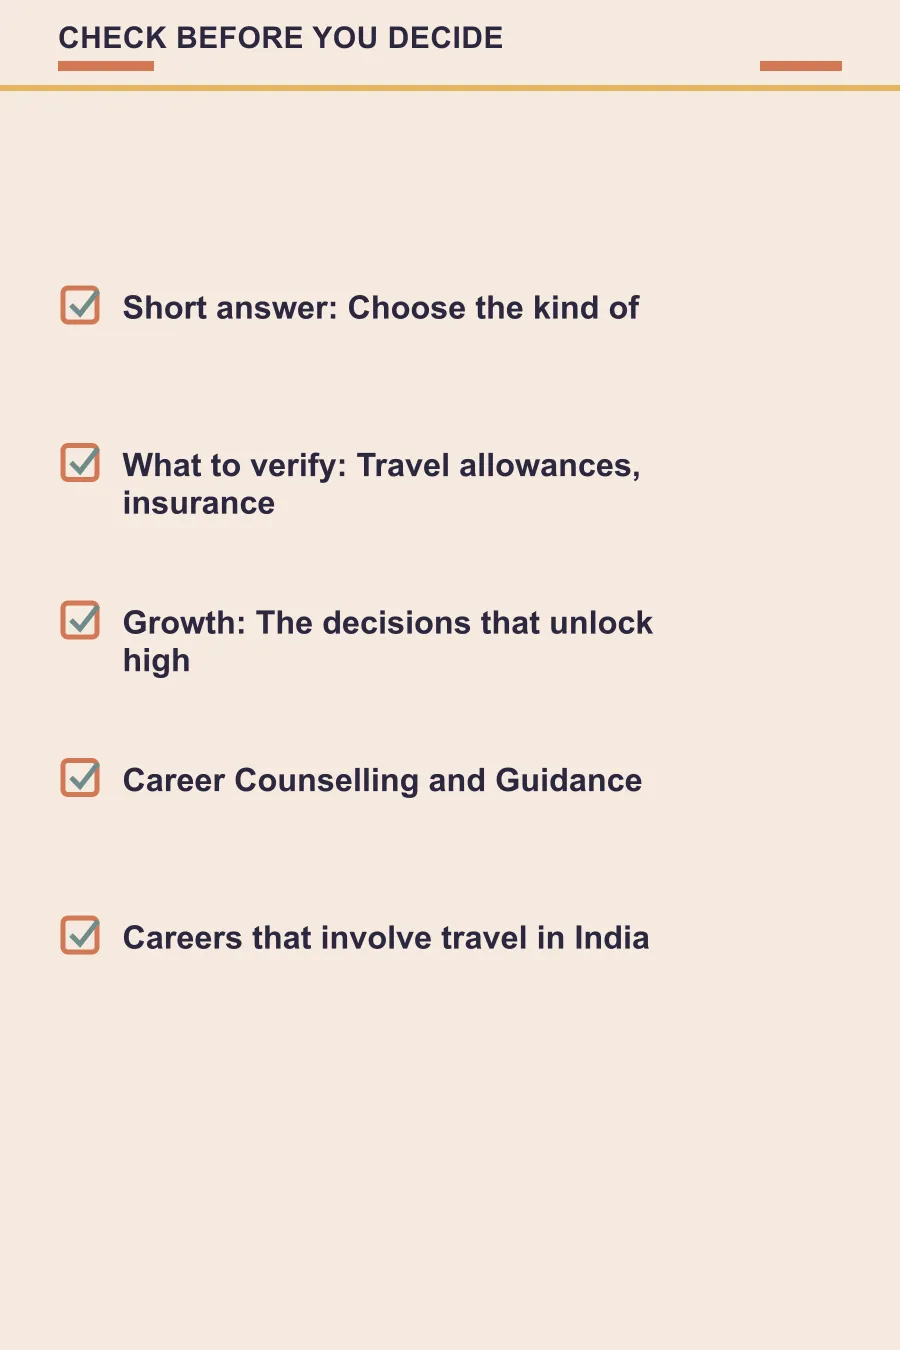 CHECK BEFORE YOU DECIDE
Short answer: Choose the kind of
What to verify: Travel allowances,
insurance
Growth: The decisions that unlock
high
Career Counselling and Guidance
Careers that involve travel in India